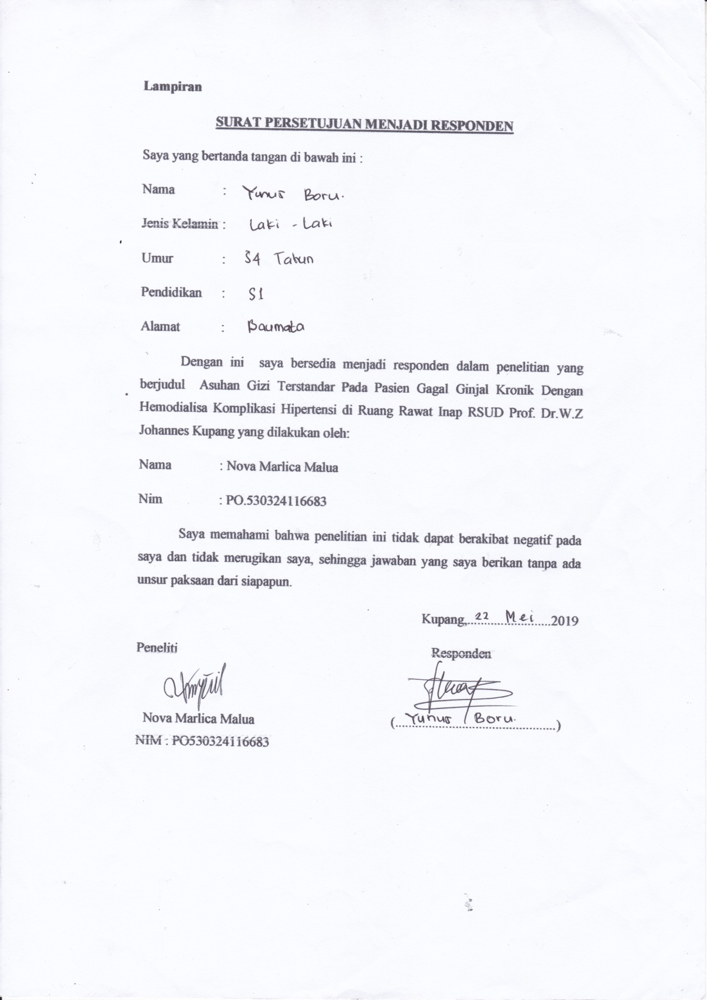 Lampiran
SURAT PERSETUJUAN MENJADI RESPONDEN
Saya yang bertanda tangan di bawah ini :
Nama : Yunus Boru.
Jenis Kelamin : Laki - Laki
Umur : 54 Tahun
Pendidikan : S1
Alamat : Baumata
Dengan ini saya bersedia menjadi responden dalam penelitian yang
berjudul Asuhan Gizi Terstandar Pada Pasien Gagal Ginjal Kronik Dengan
Hemodialisa Komplikasi Hipertensi di Ruang Rawat Inap RSUD Prof. Dr.W.Z
Johannes Kupang yang dilakukan oleh:
Nama : Nova Marlica Malua
Nim : PO.530324116683
Saya memahami bahwa penelitian ini tidak dapat berakibat negatif pada
saya dan tidak merugikan saya, sehingga jawaban yang saya berikan tanpa ada
unsur paksaan dari siapapun.
Kupang,....22 Mei....2019
Peneliti Responden
Nova Marlica Malua (Yunus Boru.)
NIM : PO530324116683